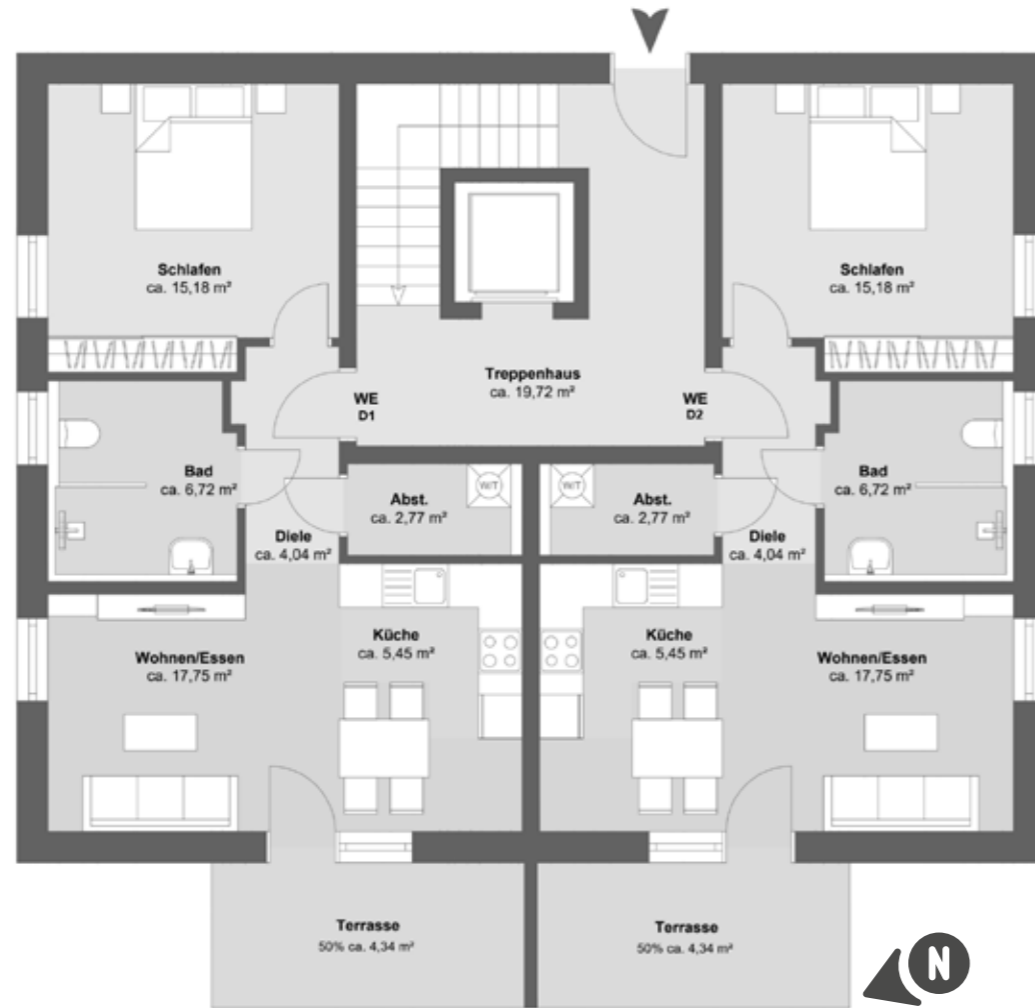 Schlafen
ca. 15,18 m²
Schlafen
ca. 15,18 m²
Treppenhaus
ca. 19,72 m²
WE
D1
WE
D2
Bad
ca. 6,72 m²
Abst.
ca. 2,77 m²
W/T
W/T
Abst.
ca. 2,77 m²
Bad
ca. 6,72 m²
Diele
ca. 4,04 m²
Diele
ca. 4,04 m²
Wohnen/Essen
ca. 17,75 m²
Küche
ca. 5,45 m²
Küche
ca. 5,45 m²
Wohnen/Essen
ca. 17,75 m²
Terrasse
50% ca. 4,34 m²
Terrasse
50% ca. 4,34 m²
N